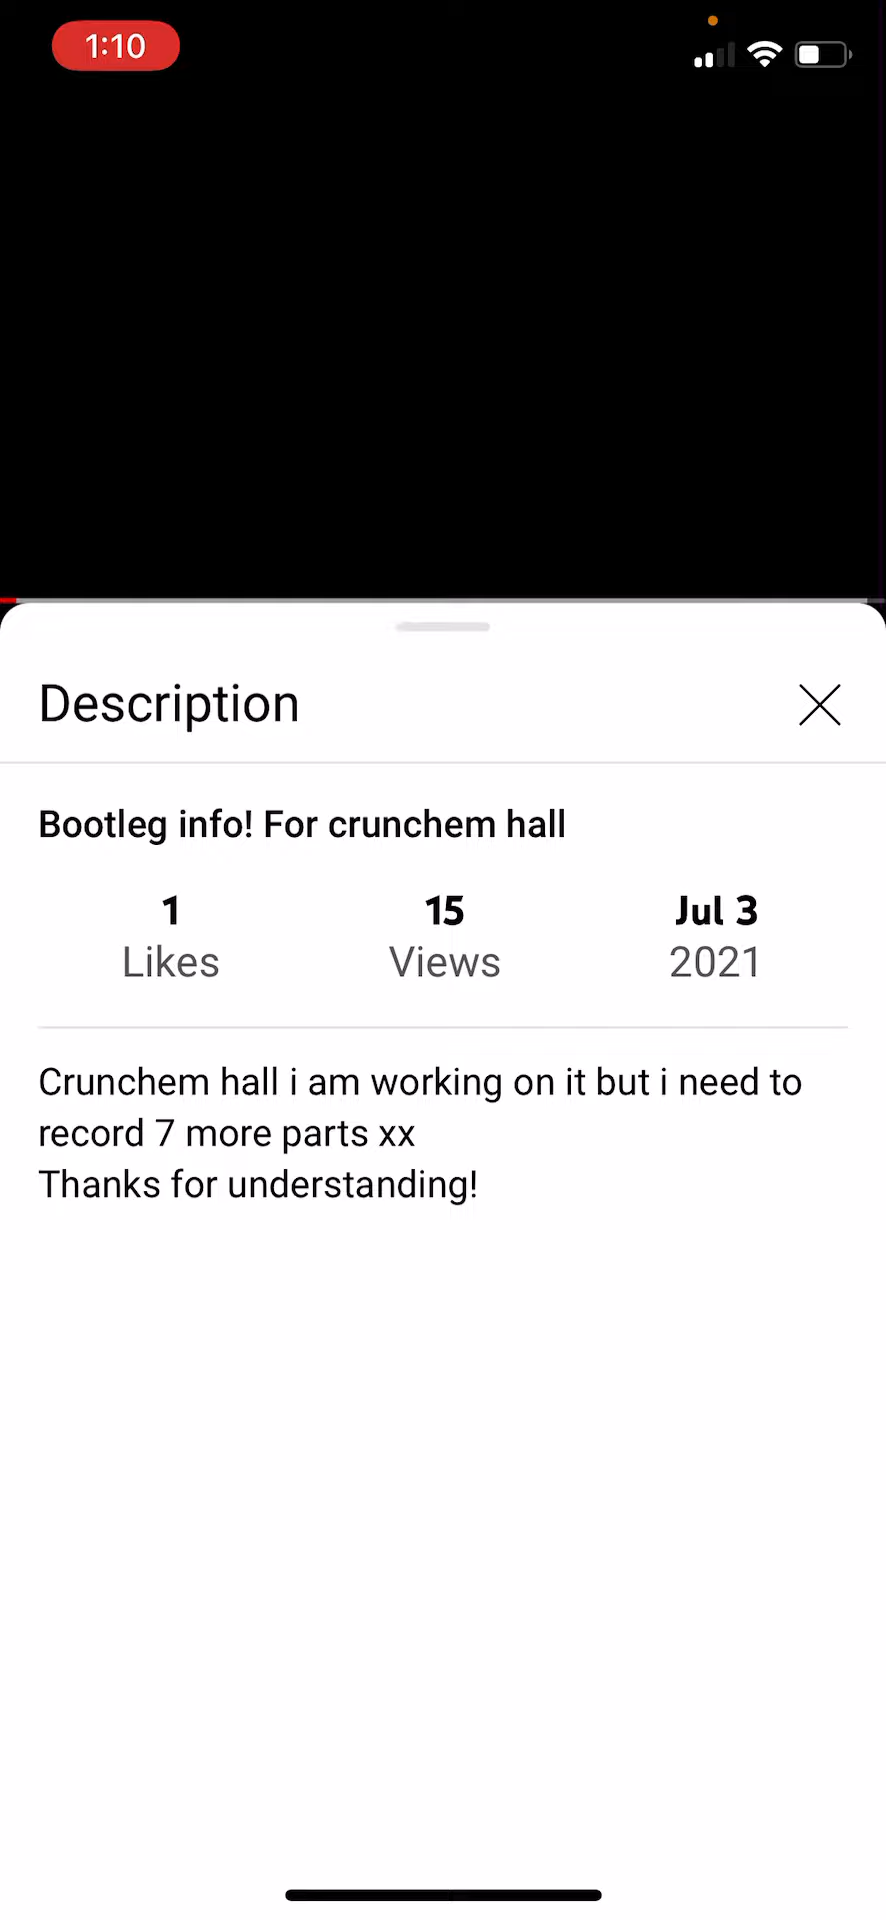 1:10
Description
Bootleg info! For crunchem hall
1 15 Jul 3
Likes Views 2021
Crunchem hall i am working on it but i need to
record 7 more parts xx
Thanks for understanding!